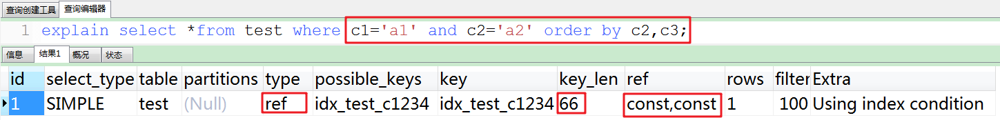 查询创建工具 查询编辑器
1 explain select *from test where c1='a1' and c2='a2' order by c2,c3;
信息 结果1 概况 状态
id select_type table partitions type possible_keys key key_len ref rows filter Extra
1 SIMPLE test (Null) ref idx_test_c1234 idx_test_c1234 66 const,const 1 100 Using index condition